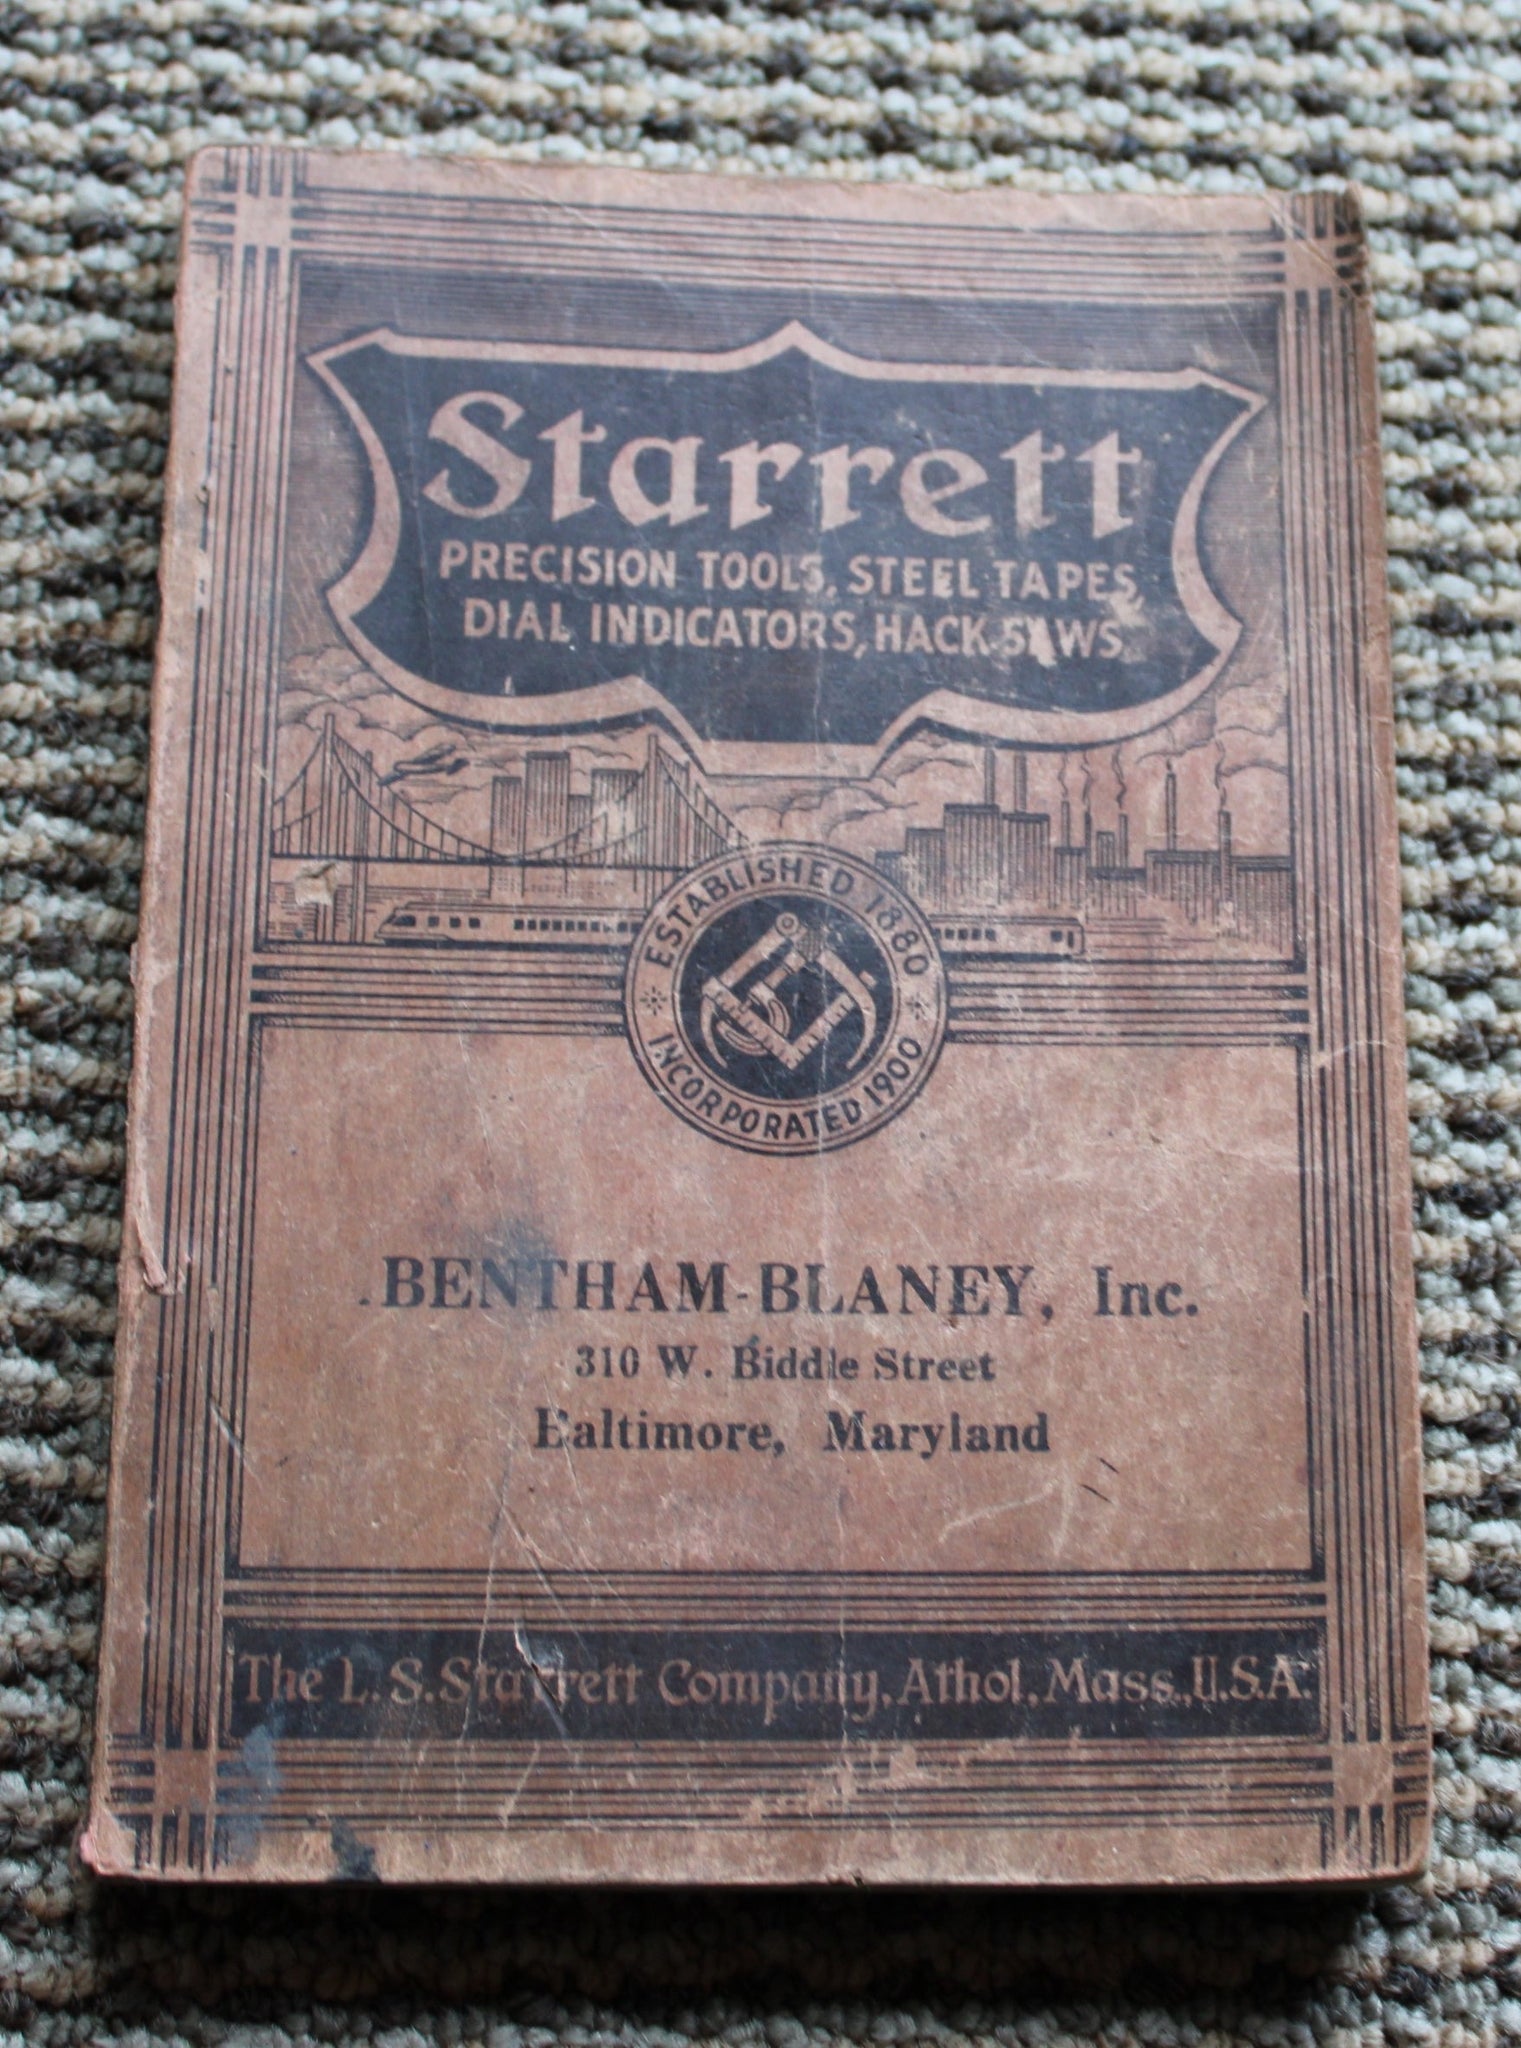 Starrett
PRECISION TOOLS, STEEL TAPES,
DIAL INDICATORS, HACK SAWS
ESTABLISHED 1880
INCORPORATED 1900
BENTHAM-BLANEY, Inc.
310 W. Biddle Street
Baltimore, Maryland
The L. S. Starrett Company, Athol, Mass., U.S.A.